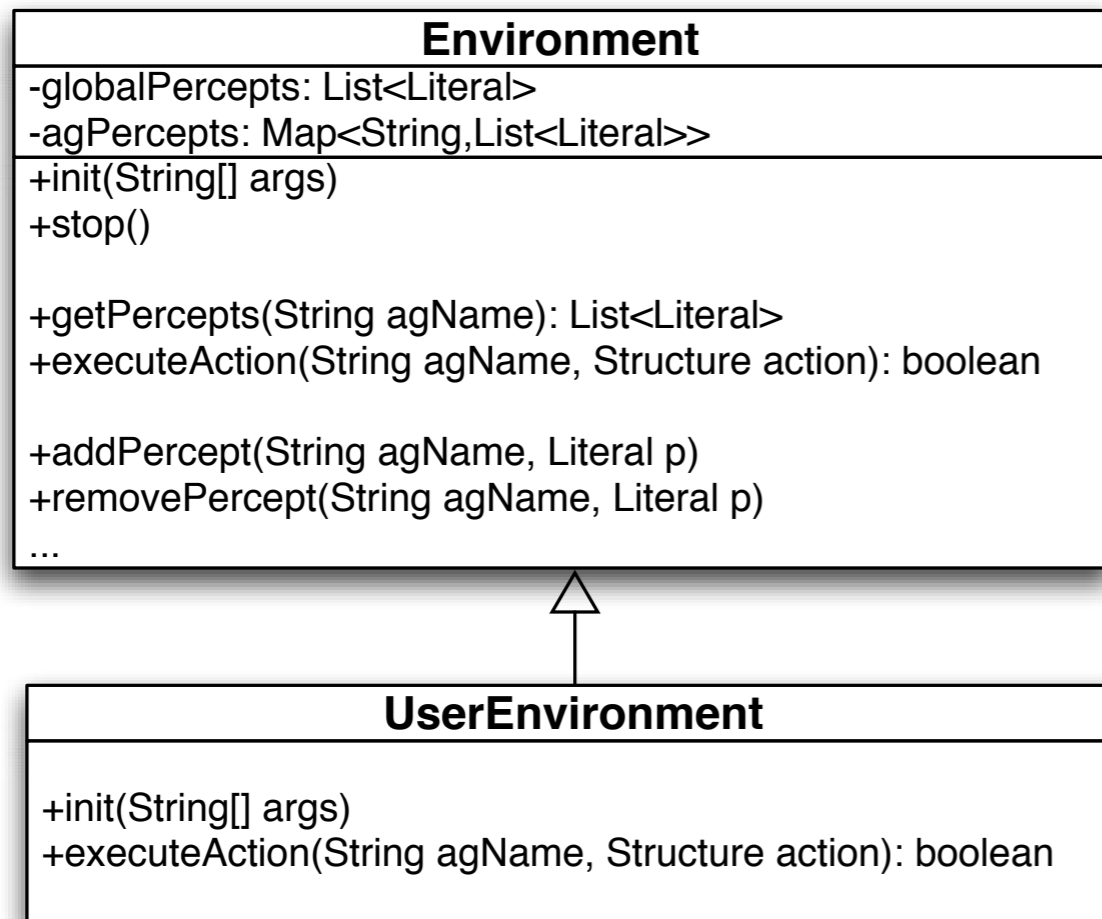 Environment
-globalPercepts: List<Literal>
-agPercepts: Map<String,List<Literal>>
+init(String[] args)
+stop()
+getPercepts(String agName): List<Literal>
+executeAction(String agName, Structure action): boolean
+addPercept(String agName, Literal p)
+removePercept(String agName, Literal p)
...
UserEnvironment
+init(String[] args)
+executeAction(String agName, Structure action): boolean